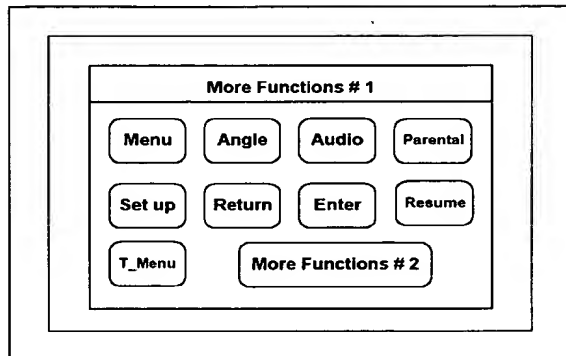 More Functions # 1
Menu Angle Audio Parental
Set up Return Enter Resume
T_Menu More Functions # 2